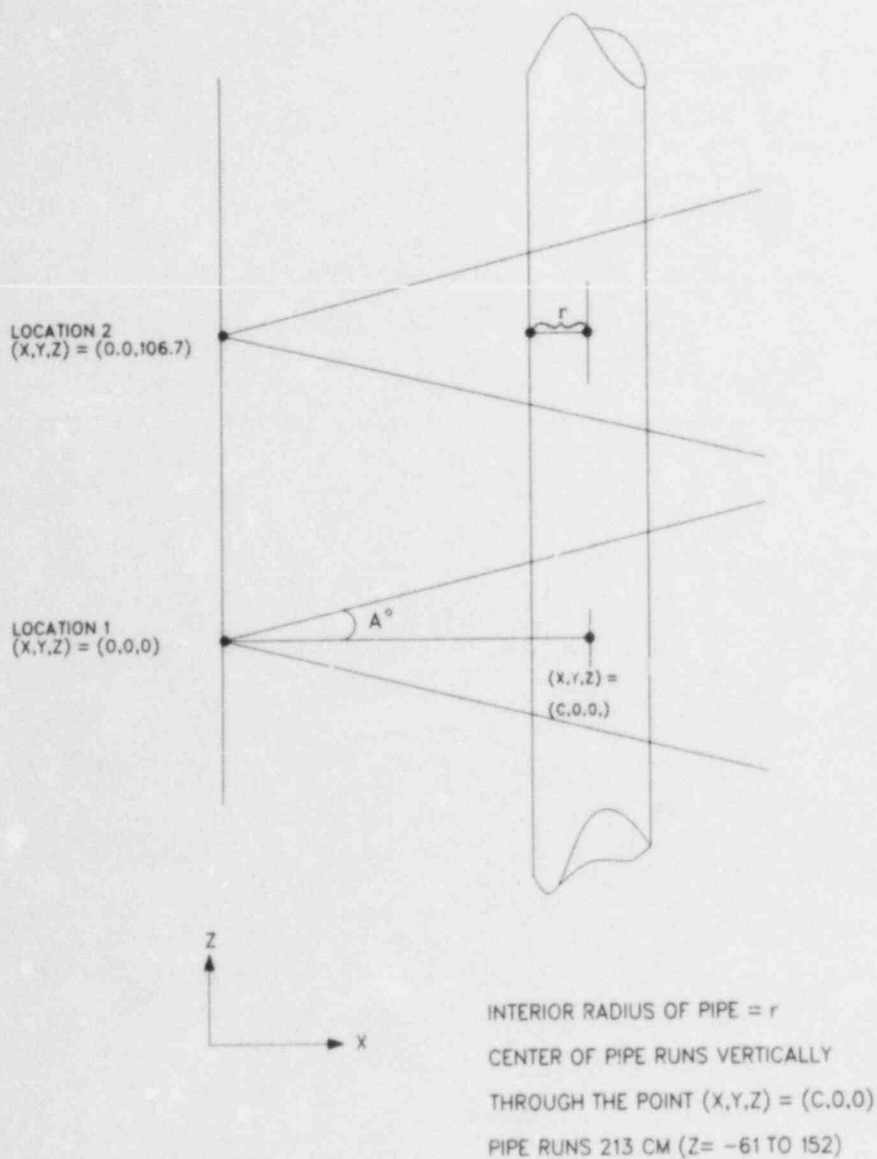 LOCATION 2
(X,Y,Z) = (0.0,106.7)
r
LOCATION 1
(X,Y,Z) = (0,0,0)
A°
(X,Y,Z) =
(C,0,0,)
Z
X
INTERIOR RADIUS OF PIPE = r
CENTER OF PIPE RUNS VERTICALLY
THROUGH THE POINT (X,Y,Z) = (C,0,0)
PIPE RUNS 213 CM (Z= -61 TO 152)